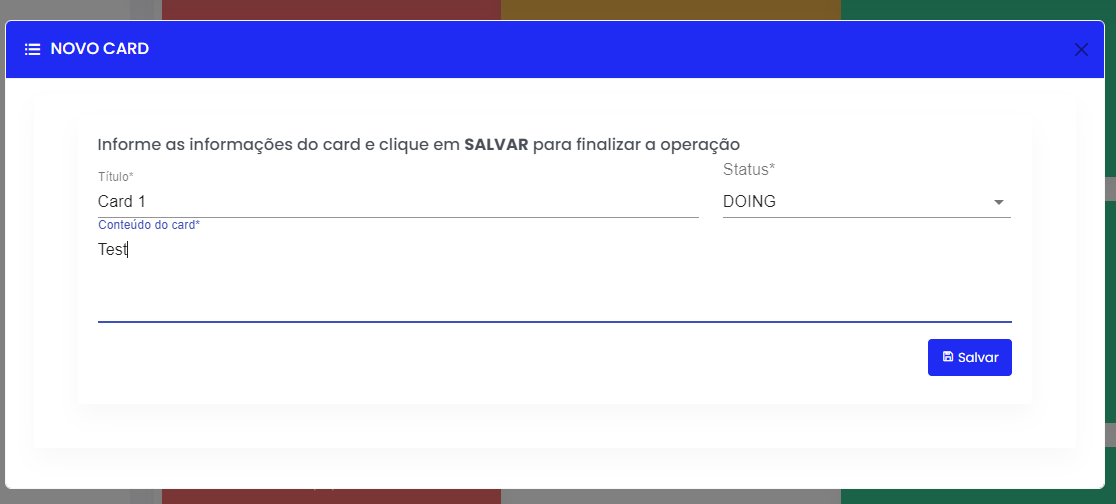 NOVO CARD
Informe as informações do card e clique em SALVAR para finalizar a operação
Título*
Status*
Card 1
DOING
Conteúdo do card*
Test
Salvar